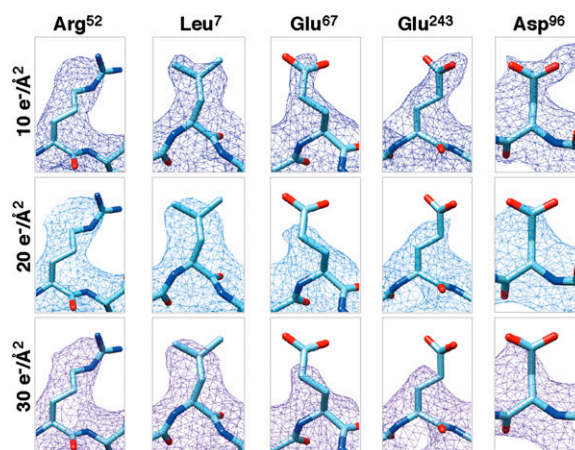 Arg⁵² Leu⁷ Glu⁶⁷ Glu²⁴³ Asp⁹⁶
10 e⁻/Å²
20 e⁻/Å²
30 e⁻/Å²